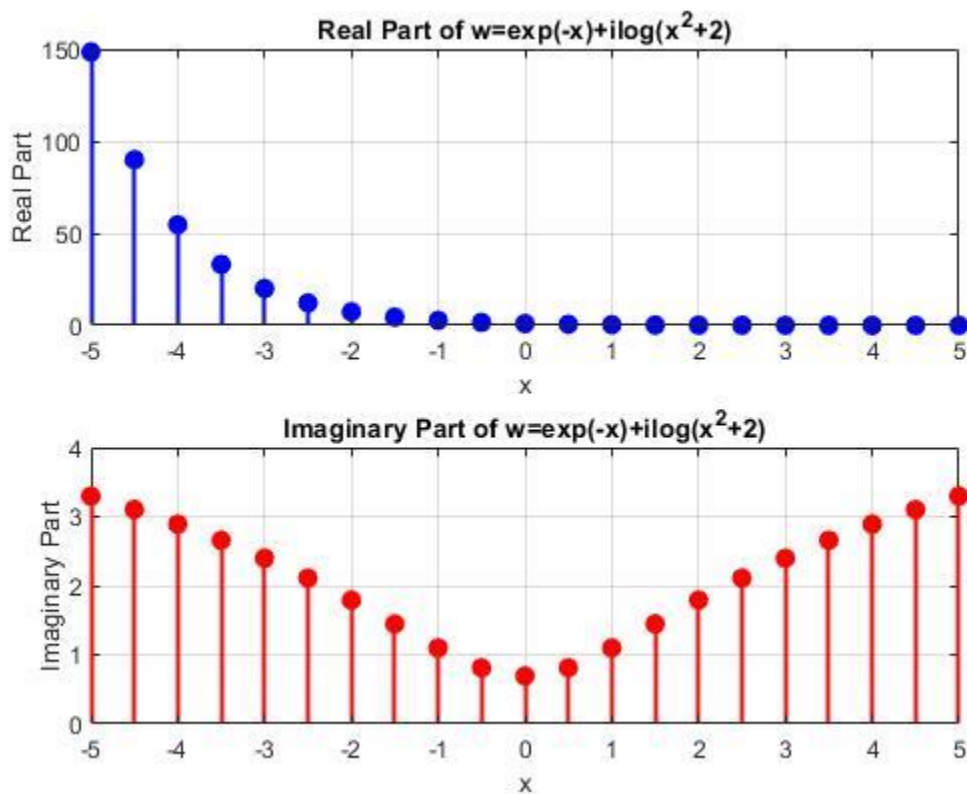 Real Part of w=exp(-x)+ilog(x²+2)
150
100
50
0
Real Part
-5 -4 -3 -2 -1 0 1 2 3 4 5
x
Imaginary Part of w=exp(-x)+ilog(x²+2)
4
3
2
1
0
Imaginary Part
-5 -4 -3 -2 -1 0 1 2 3 4 5
x